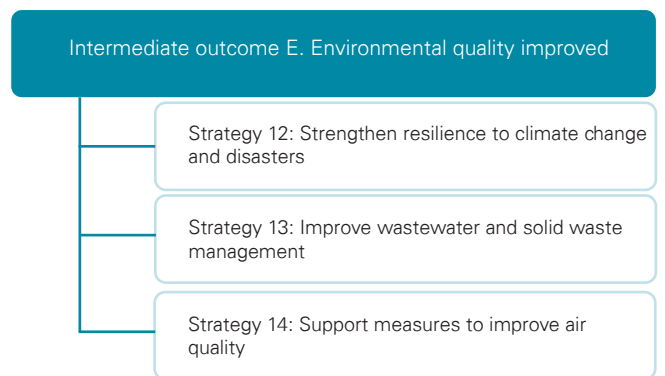 Intermediate outcome E. Environmental quality improved
Strategy 12: Strengthen resilience to climate change
and disasters
Strategy 13: Improve wastewater and solid waste
management
Strategy 14: Support measures to improve air
quality